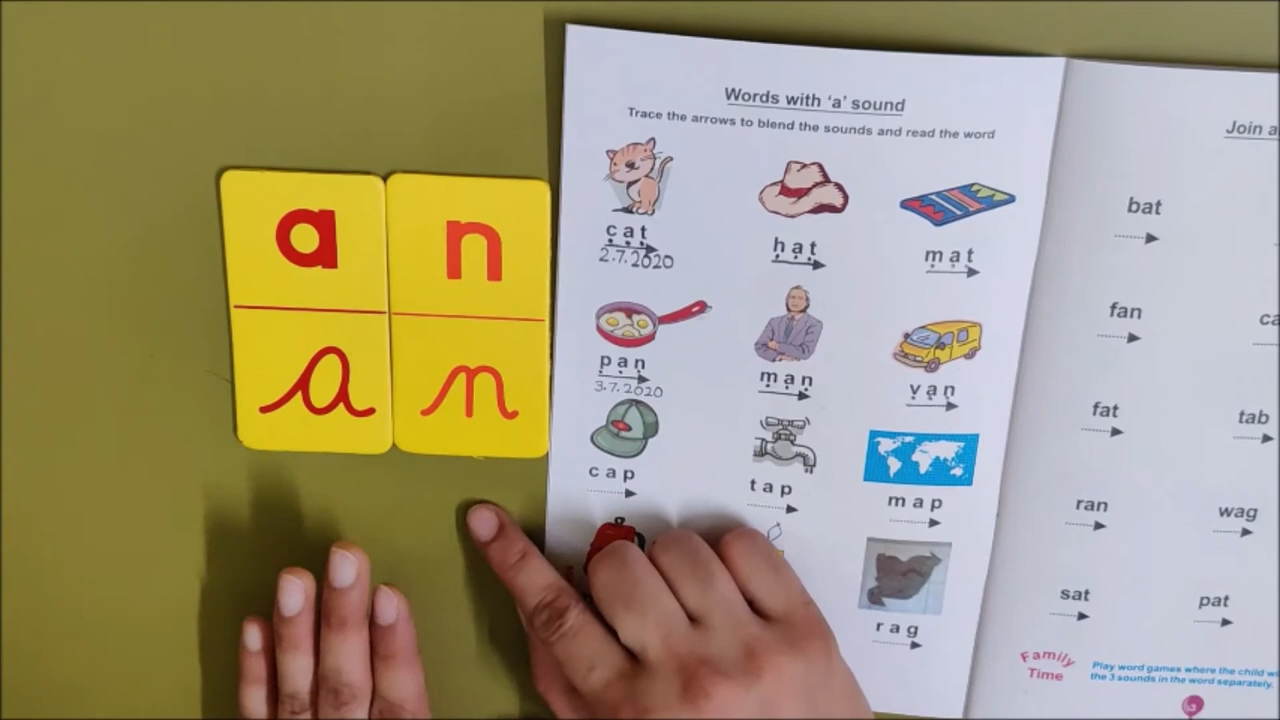 a n
a n
Words with ‘a’ sound
Trace the arrows to blend the sounds and read the word
cat hat mat
2.7.2020
pan man van
3.7.2020
cap tap map
rag
Join a
bat
fan
fat tab
ran wag
sat pat
Family
Time
Play word games where the child
the 3 sounds in the word separately.